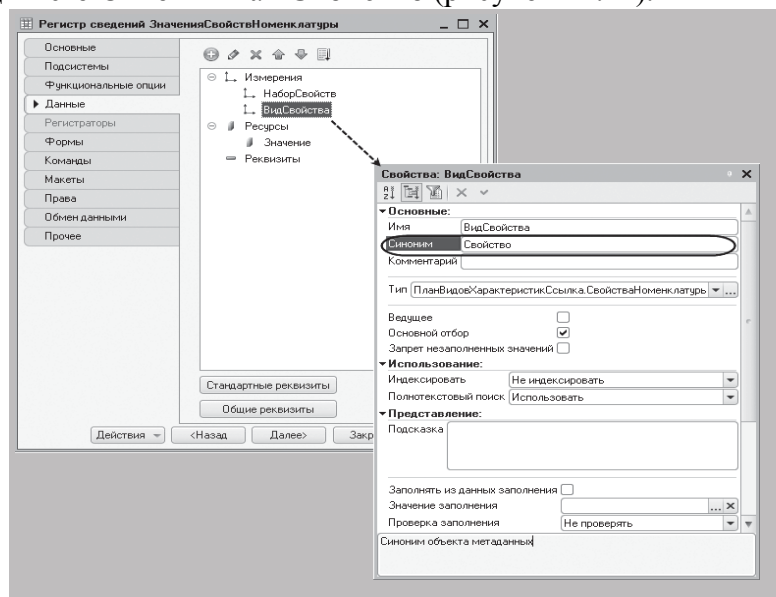 Регистр сведений ЗначенияСвойствНоменклатуры
Основные
Подсистемы
Функциональные опции
Данные
Регистраторы
Формы
Команды
Макеты
Права
Обмен данными
Прочее
Измерения
НаборСвойств
ВидСвойства
Ресурсы
Значение
Реквизиты
Стандартные реквизиты
Общие реквизиты
Действия
<Назад
Далее>
Закр
Свойства: ВидСвойства
Основные:
Имя ВидСвойства
Синоним Свойство
Комментарий
Тип ПланВидовХарактеристикСсылка.СвойстваНоменклатуры
Ведущее
Основной отбор
Запрет незаполненных значений
Использование:
Индексировать Не индексировать
Полнотекстовый поиск Использовать
Представление:
Подсказка
Заполнять из данных заполнения
Значение заполнения
Проверка заполнения Не проверять
Синоним объекта метаданных